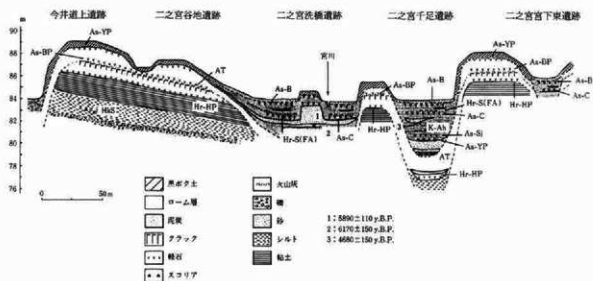 今井道上遺跡 二之宮谷地遺跡 二之宮洗橋遺跡 二之宮千足遺跡 二之宮宮下東遺跡
m
90
88
86
84
82
80
78
76
As-YP
As-BP
AT
Hr-HP
As-B
宮川
1
2
Hr-S(FA)
As-C
As-BP
Hr-HP
As-B
As-C
Hr-S(FA)
3
K-Ah
As-Sj
As-YP
AT
Hr-HP
As-YP
As-BP
Hr-HP
As-B
As-C
0 50m
黒ボク土
ローム層
泥炭
クラック
軽石
スコリア
火山灰
礫
砂
シルト
粘土
1:5890±110y.B.P.
2:6170±150y.B.P.
3:4680±150y.B.P.